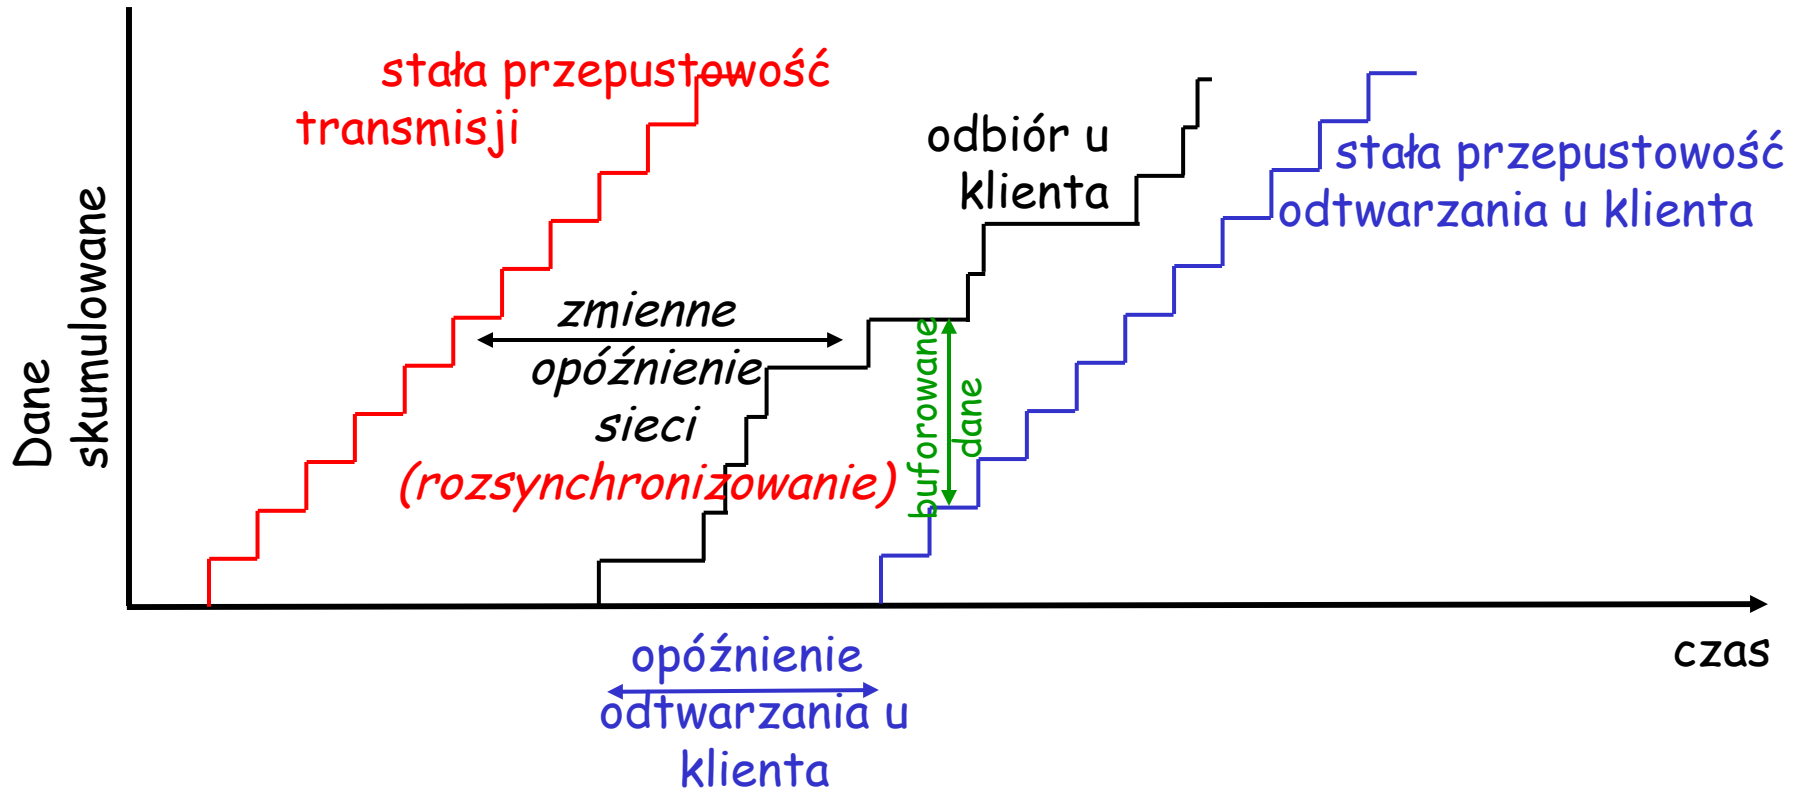 stała przepustowość
transmisji
odbiór u
klienta
stała przepustowość
odtwarzania u klienta
Dane
skumulowane
zmienne
opóźnienie
sieci
(rozsynchronizowanie)
buforowane
dane
czas
opóźnienie
odtwarzania u
klienta